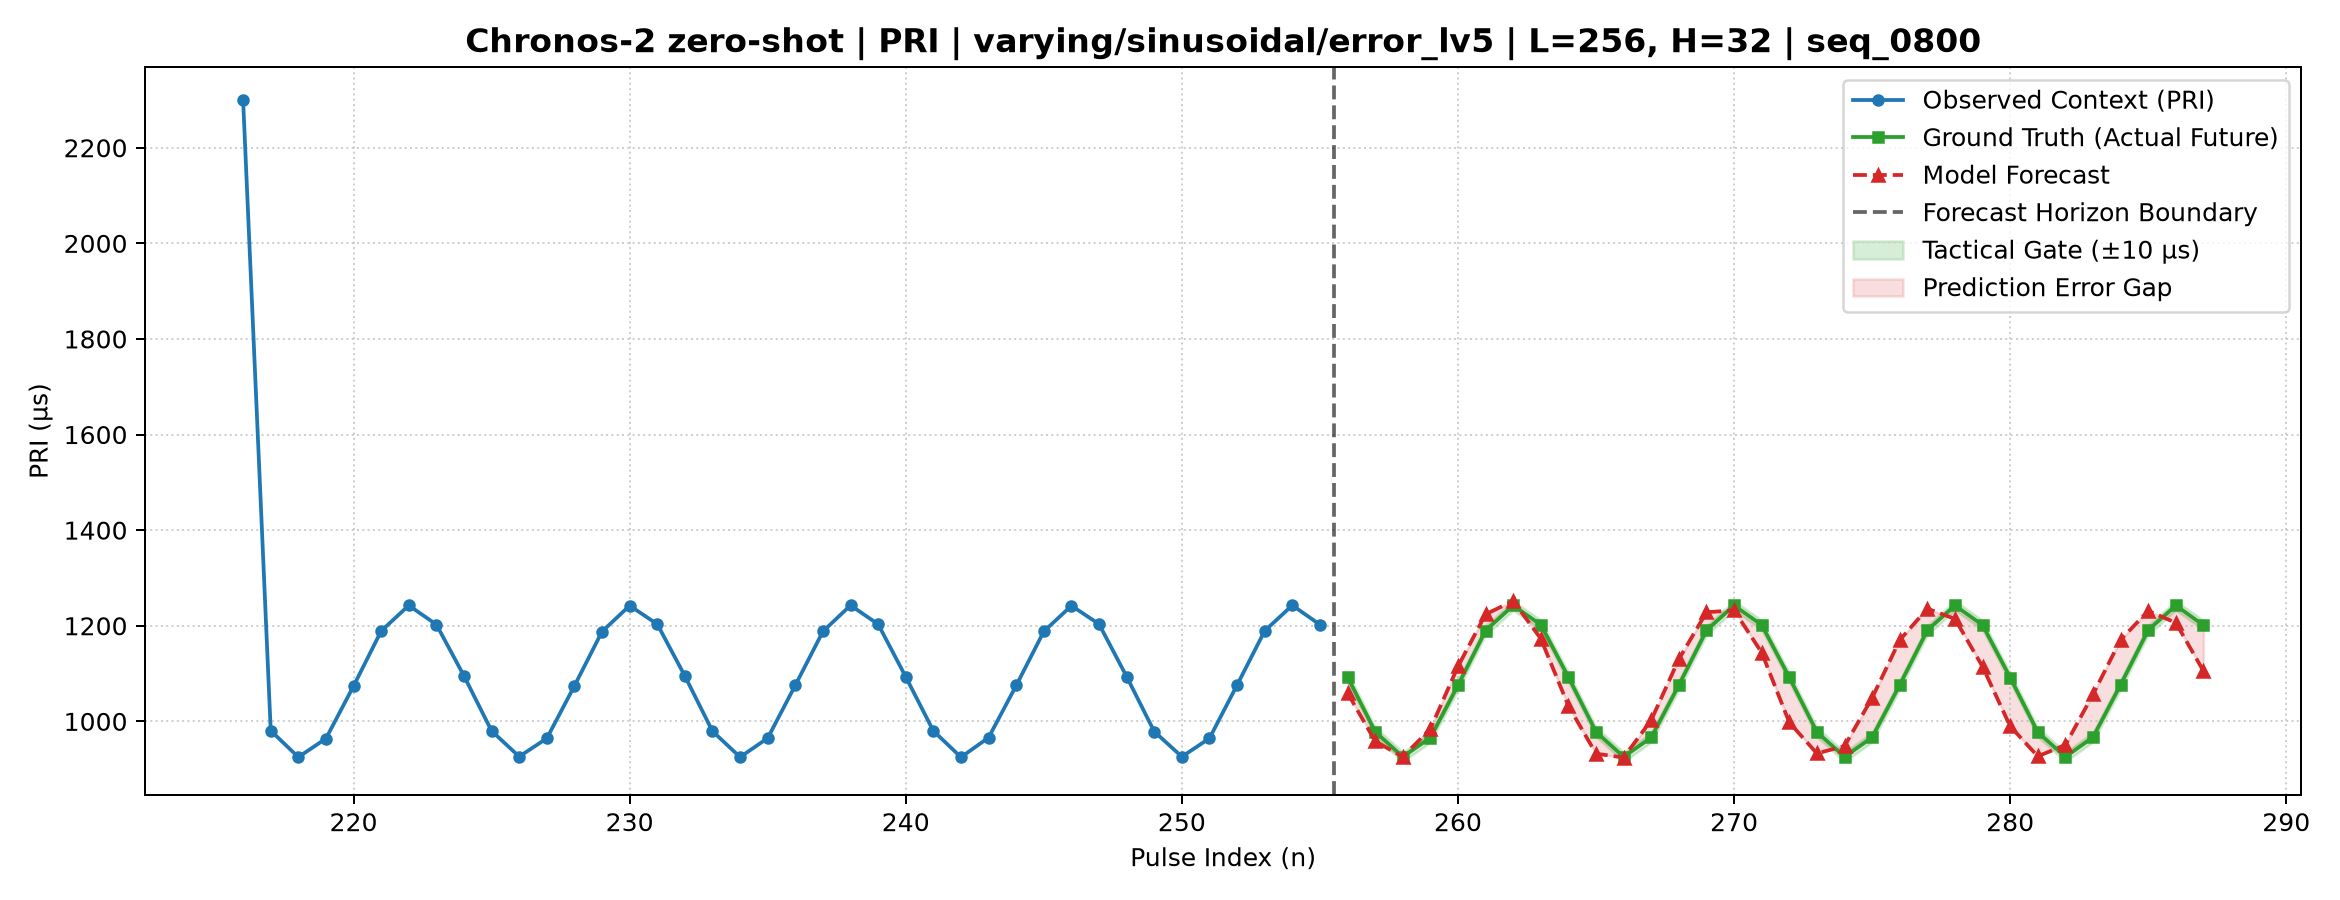 Chronos-2 zero-shot | PRI | varying/sinusoidal/error_lv5 | L=256, H=32 | seq_0800
Observed Context (PRI)
Ground Truth (Actual Future)
Model Forecast
Forecast Horizon Boundary
Tactical Gate (±10 µs)
Prediction Error Gap
PRI (µs)
2200
2000
1800
1600
1400
1200
1000
220 230 240 250 260 270 280 290
Pulse Index (n)